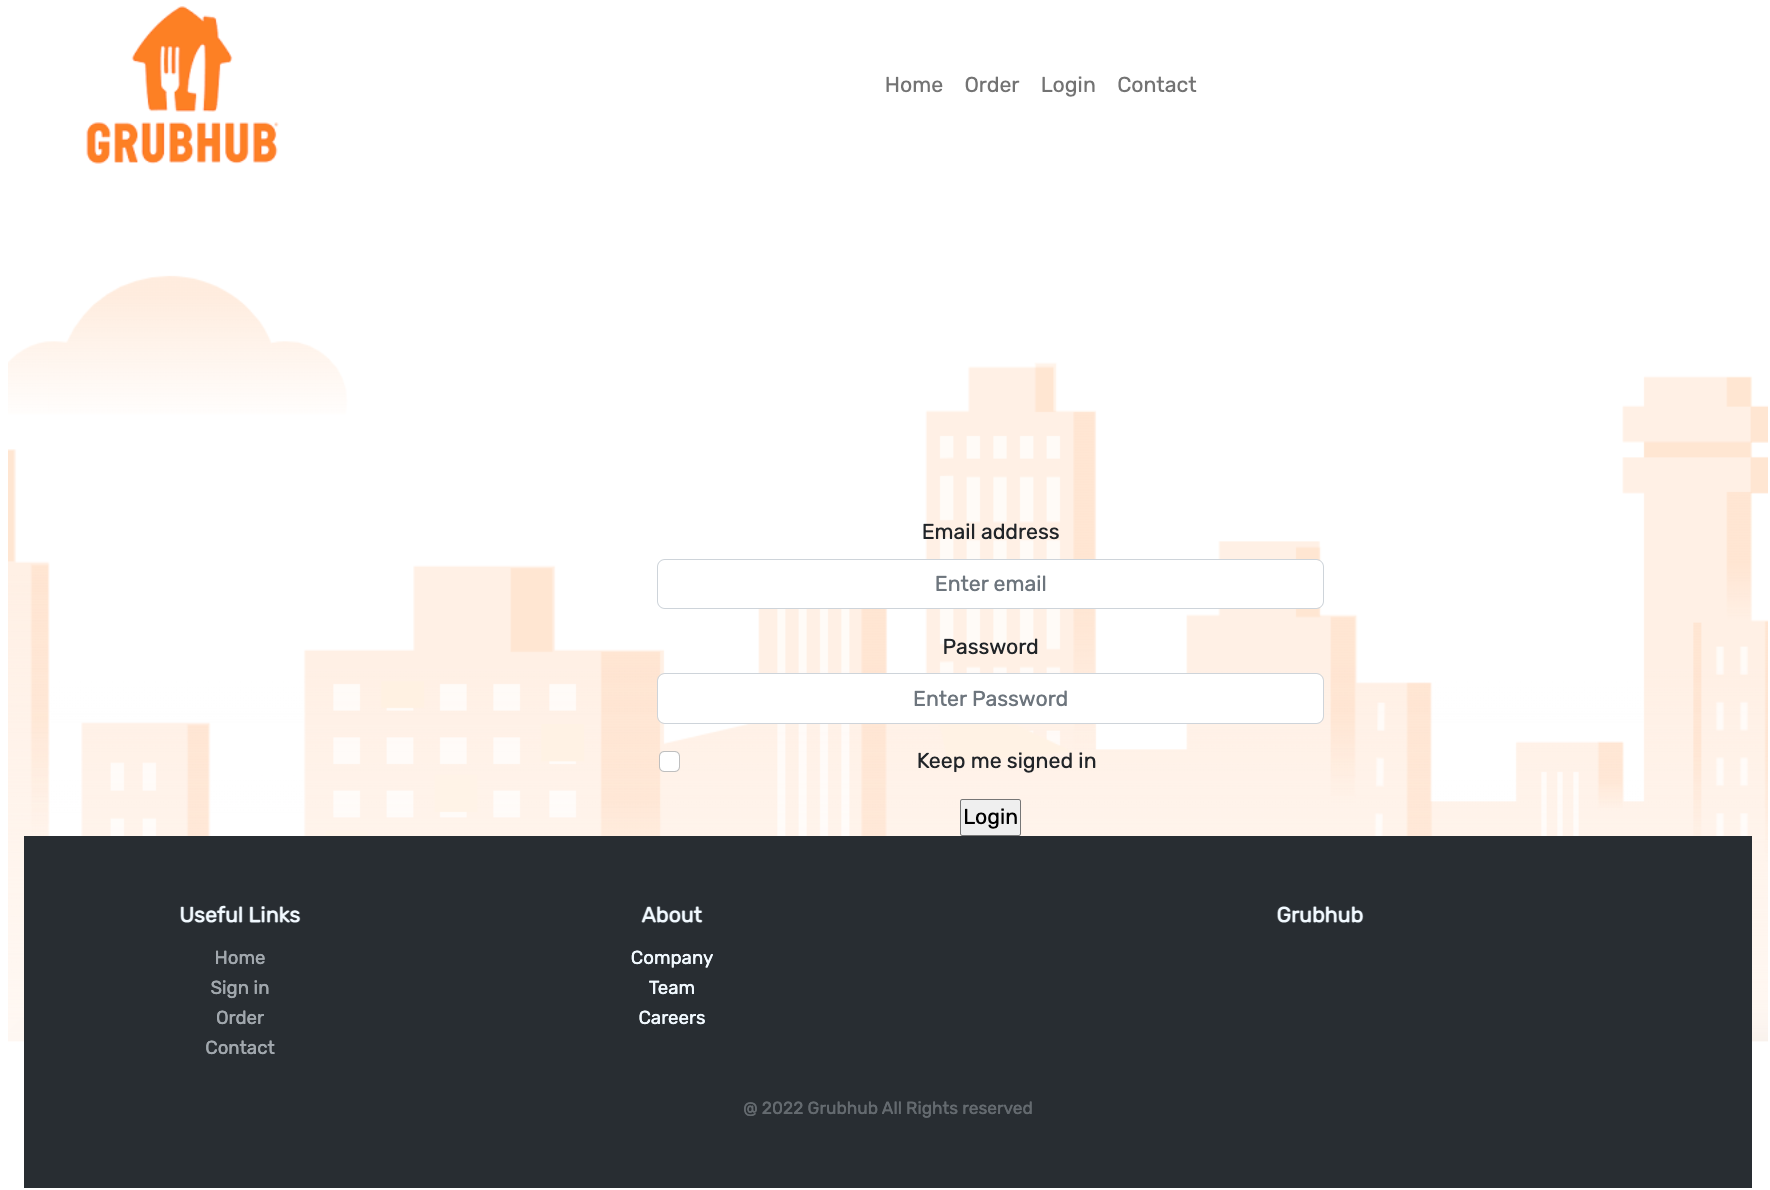 GRUBHUB
Home Order Login Contact
Email address
Enter email
Password
Enter Password
Keep me signed in
Login
Useful Links
Home
Sign in
Order
Contact
About
Company
Team
Careers
Grubhub
@ 2022 Grubhub All Rights reserved